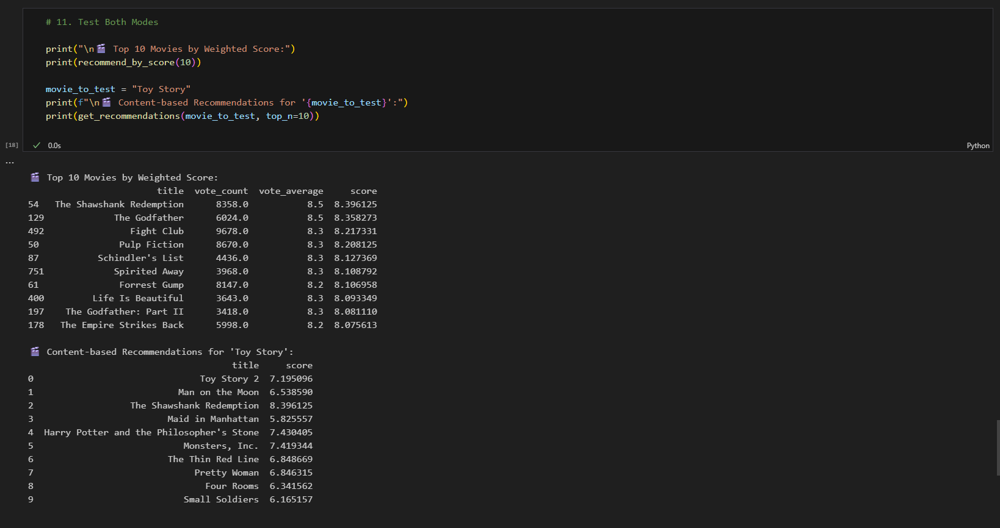 # 11. Test Both Modes
print("\n🎬 Top 10 Movies by Weighted Score:")
print(recommend_by_score(10))
movie_to_test = "Toy Story"
print(f"\n🎬 Content-based Recommendations for '{movie_to_test}':")
print(get_recommendations(movie_to_test, top_n=10))
[18] ✓ 0.0s Python
...
🎬 Top 10 Movies by Weighted Score:
title vote_count vote_average score
54 The Shawshank Redemption 8358.0 8.5 8.396125
129 The Godfather 6024.0 8.5 8.358273
492 Fight Club 9678.0 8.3 8.217331
50 Pulp Fiction 8670.0 8.3 8.208125
87 Schindler's List 4436.0 8.3 8.127369
751 Spirited Away 3968.0 8.3 8.108792
61 Forrest Gump 8147.0 8.2 8.106958
400 Life Is Beautiful 3643.0 8.3 8.093349
197 The Godfather: Part II 3418.0 8.3 8.081110
178 The Empire Strikes Back 5998.0 8.2 8.075613
🎬 Content-based Recommendations for 'Toy Story':
title score
0 Toy Story 2 7.195096
1 Man on the Moon 6.538590
2 The Shawshank Redemption 8.396125
3 Maid in Manhattan 5.825557
4 Harry Potter and the Philosopher's Stone 7.430405
5 Monsters, Inc. 7.419344
6 The Thin Red Line 6.848669
7 Pretty Woman 6.846315
8 Four Rooms 6.341562
9 Small Soldiers 6.165157